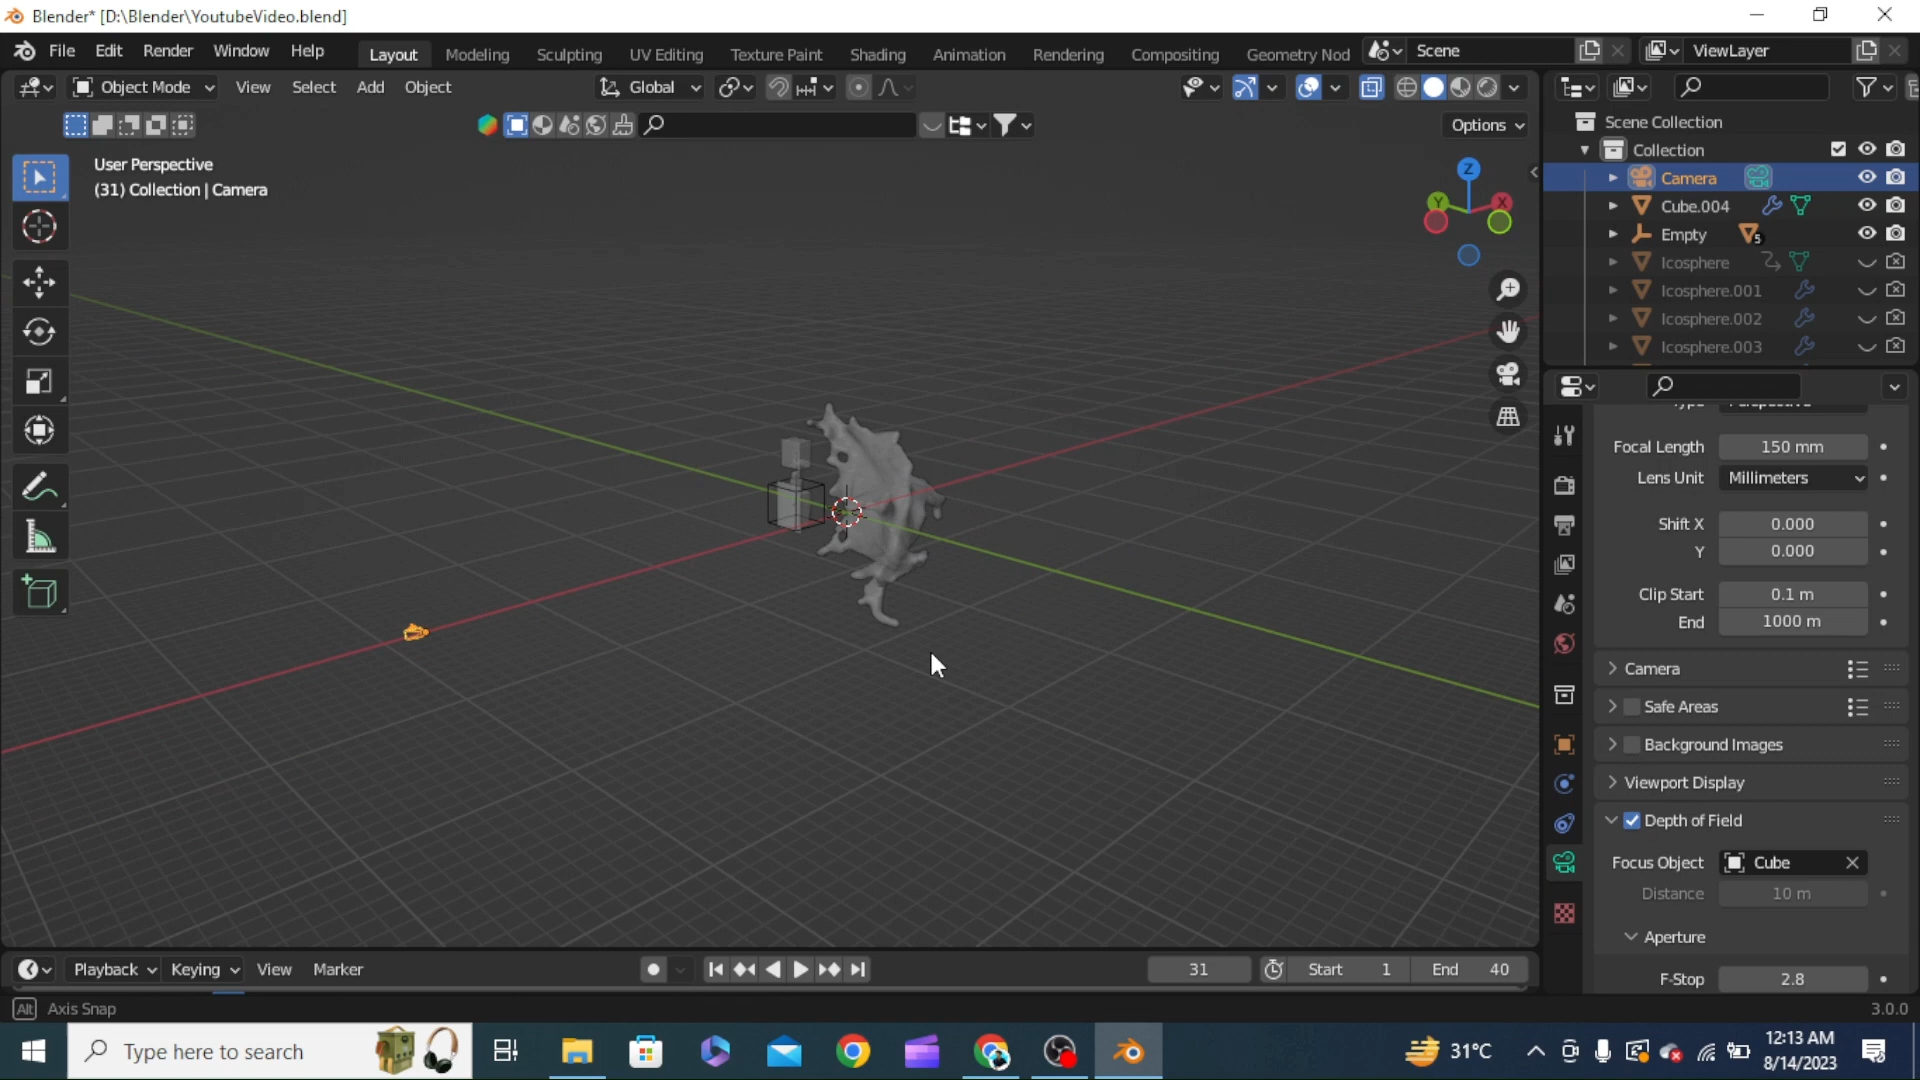 Blender* [D:\Blender\YoutubeVideo.blend]
File Edit Render Window Help Layout Modeling Sculpting UV Editing Texture Paint Shading Animation Rendering Compositing Geometry Nod Scene ViewLayer
Object Mode View Select Add Object Global
Options
User Perspective
(31) Collection | Camera
Z
Y
X
Scene Collection
Collection
Camera
Cube.004
Empty 5
Icosphere
Icosphere.001
Icosphere.002
Icosphere.003
Focal Length 150 mm
Lens Unit Millimeters
Shift X 0.000
Y 0.000
Clip Start 0.1 m
End 1000 m
Camera
Safe Areas
Background Images
Viewport Display
Depth of Field
Focus Object Cube
Distance 10 m
Aperture
F-Stop 2.8
Playback Keying View Marker 31 Start 1 End 40
Alt Axis Snap 3.0.0
Type here to search 31°C 12:13 AM
8/14/2023